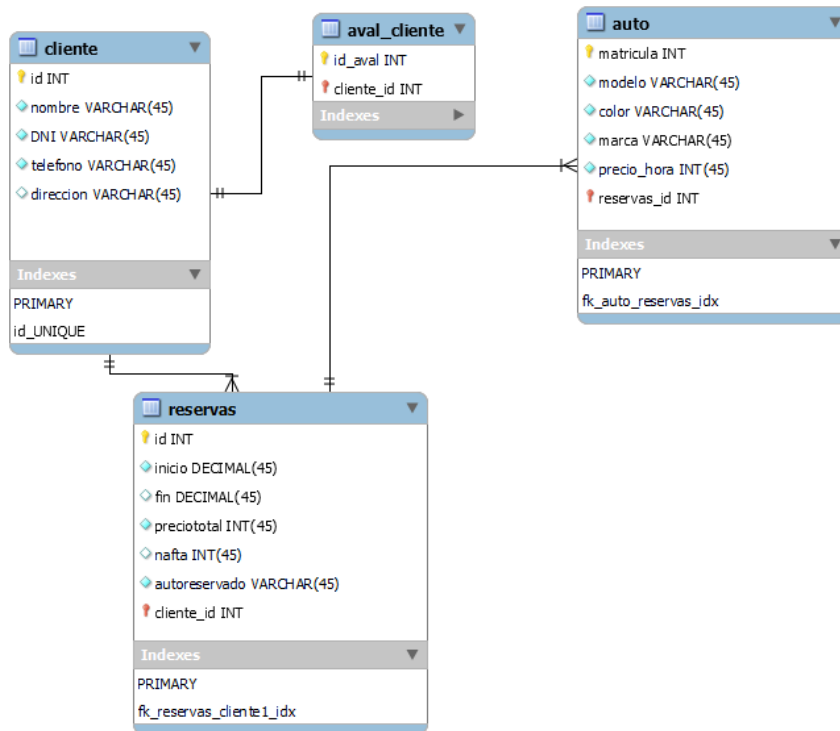 cliente
id INT
nombre VARCHAR(45)
DNI VARCHAR(45)
telefono VARCHAR(45)
direccion VARCHAR(45)
Indexes
PRIMARY
id_UNIQUE
aval_cliente
id_aval INT
cliente_id INT
Indexes
auto
matricula INT
modelo VARCHAR(45)
color VARCHAR(45)
marca VARCHAR(45)
precio_hora INT(45)
reservas_id INT
Indexes
PRIMARY
fk_auto_reservas_idx
reservas
id INT
inicio DECIMAL(45)
fin DECIMAL(45)
preciototal INT(45)
nafta INT(45)
autoreservado VARCHAR(45)
cliente_id INT
Indexes
PRIMARY
fk_reservas_cliente1_idx